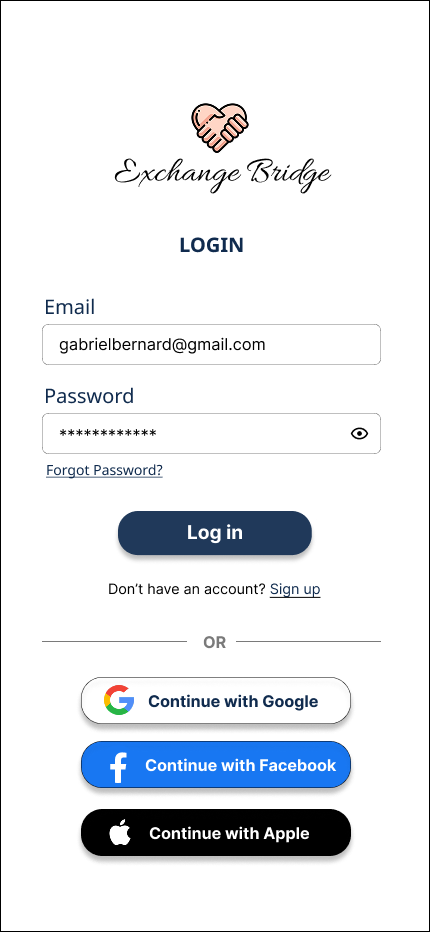 Exchange Bridge
LOGIN
Email
gabrielbernard@gmail.com
Password
************
Forgot Password?
Log in
Don’t have an account? Sign up
OR
Continue with Google
Continue with Facebook
Continue with Apple